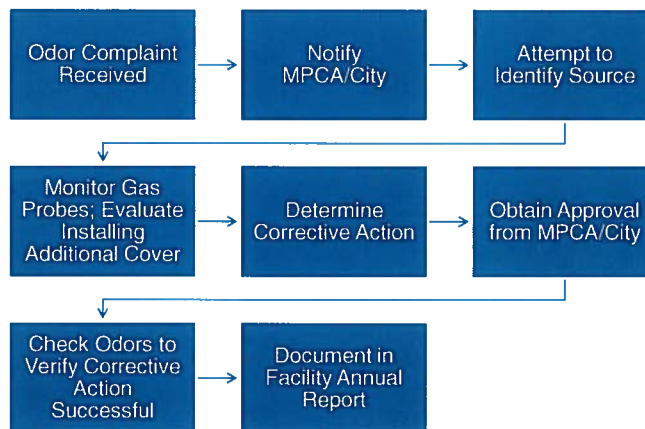 Odor Complaint
Received
Notify
MPCA/City
Attempt to
Identify Source
Monitor Gas
Probes; Evaluate
Installing
Additional Cover
Determine
Corrective Action
Obtain Approval
from MPCA/City
Check Odors to
Verify Corrective
Action
Successful
Document in
Facility Annual
Report